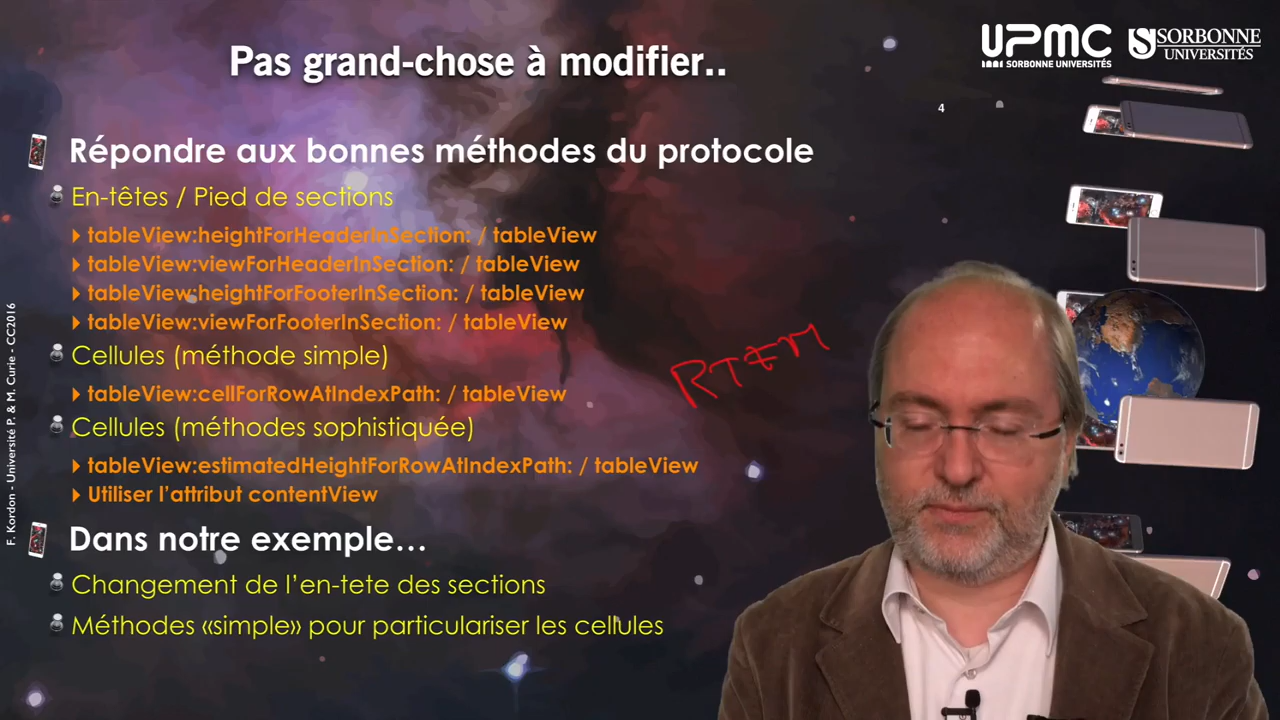 Pas grand-chose à modifier..
UPMC
SORBONNE UNIVERSITÉS
SORBONNE
UNIVERSITÉS
4
Répondre aux bonnes méthodes du protocole
En-têtes / Pied de sections
tableView:heightForHeaderInSection: / tableView
tableView:viewForHeaderInSection: / tableView
tableView:heightForFooterInSection: / tableView
tableView:viewForFooterInSection: / tableView
Cellules (méthode simple)
tableView:cellForRowAtIndexPath: / tableView
Cellules (méthodes sophistiquée)
tableView:estimatedHeightForRowAtIndexPath: / tableView
Utiliser l'attribut contentView
Dans notre exemple…
Changement de l'en-tete des sections
Méthodes «simple» pour particulariser les cellules
RTFM
F. Kordon - Université P. & M. Curie - CC2016